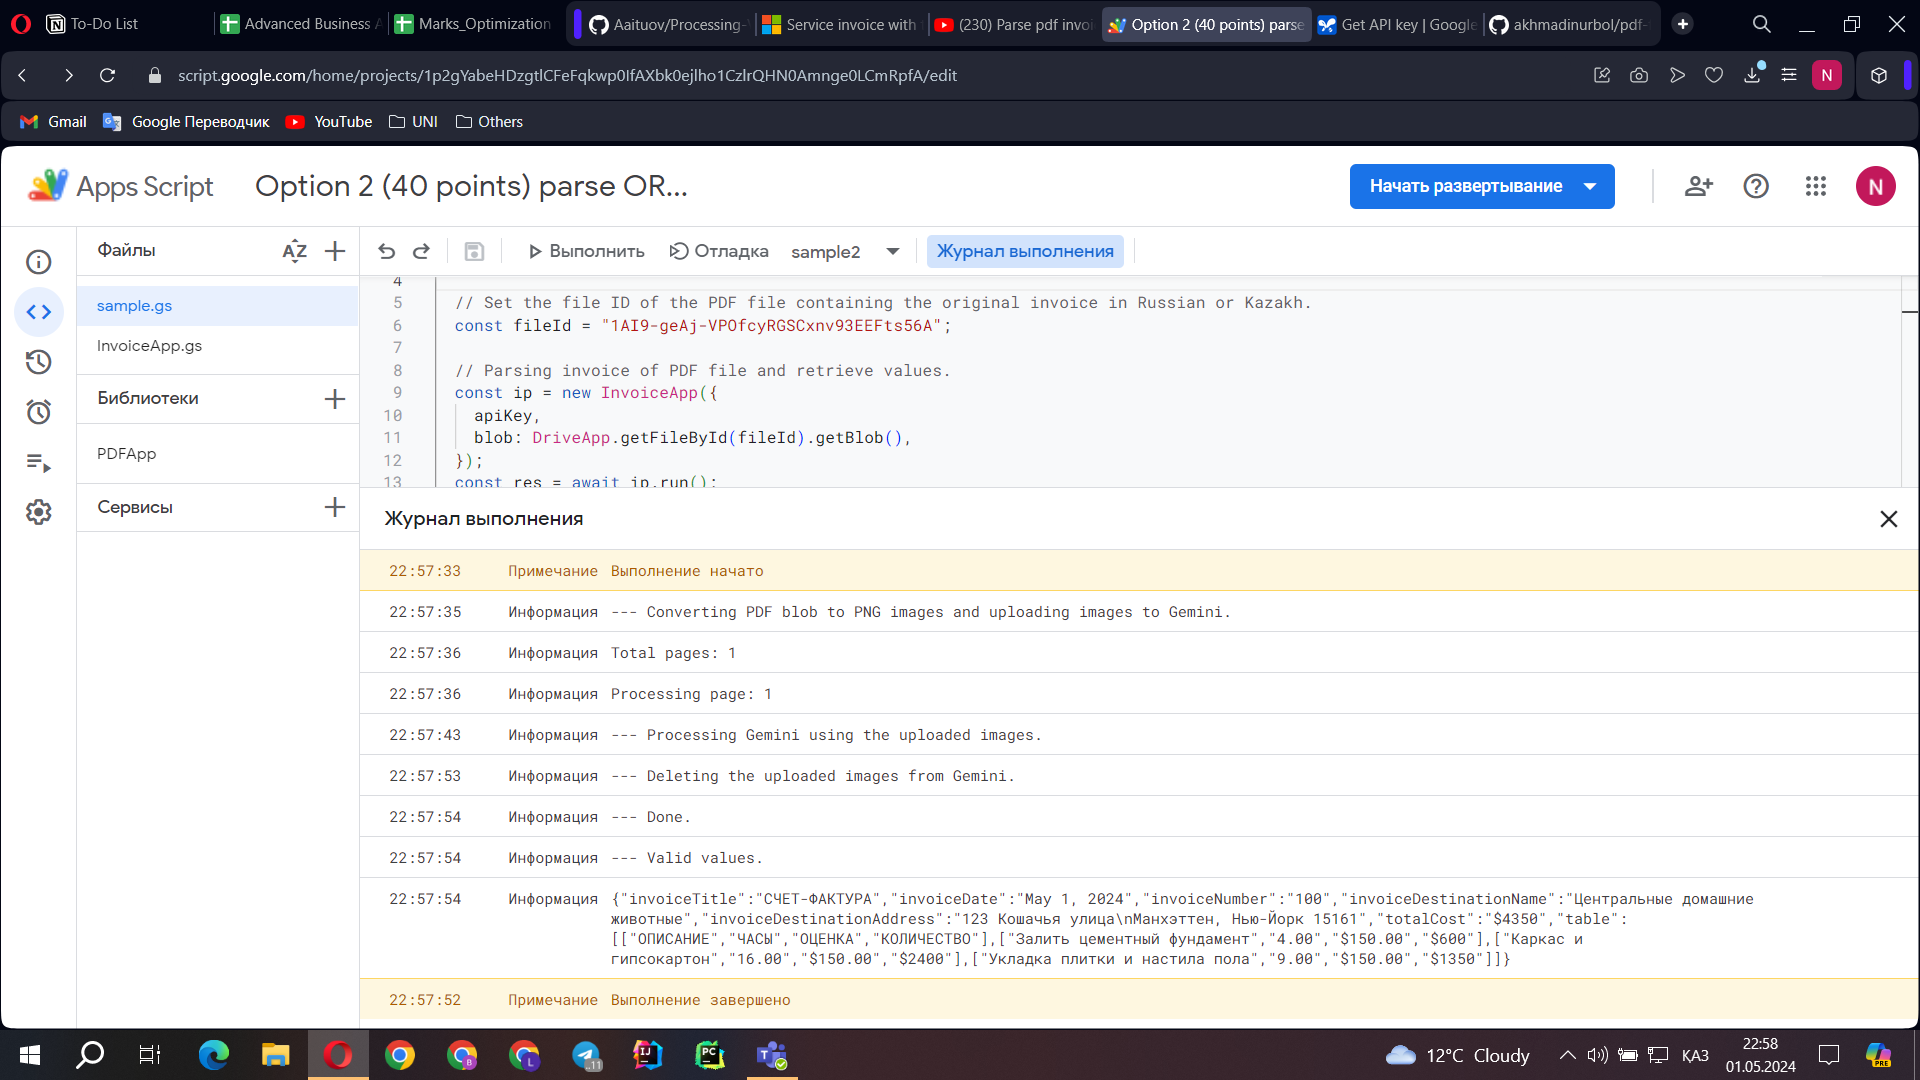 To-Do List
Advanced Business A
Marks_Optimization
Aaituov/Processing-
Service invoice with
(230) Parse pdf invoi
Option 2 (40 points) parse
Get API key | Google
akhmadinurbol/pdf-
script.google.com/home/projects/1p2gYabeHDzgtlCFeFqkwp0IfAXbk0ejlho1CzlrQHN0Amnge0LCmRpfA/edit
N
Gmail
Google Переводчик
YouTube
UNI
Others
Apps Script
Option 2 (40 points) parse OR...
Начать развертывание
N
Файлы
AZ
Выполнить
Отладка
sample2
Журнал выполнения
sample.gs
InvoiceApp.gs
Библиотеки
PDFApp
Сервисы
4
5 // Set the file ID of the PDF file containing the original invoice in Russian or Kazakh.
6 const fileId = "1AI9-geAj-VPOfcyRGSCxnv93EEFts56A";
7
8 // Parsing invoice of PDF file and retrieve values.
9 const ip = new InvoiceApp({
10 apiKey,
11 blob: DriveApp.getFileById(fileId).getBlob(),
12 });
13 const res = await ip.run();
Журнал выполнения
22:57:33 Примечание Выполнение начато
22:57:35 Информация --- Converting PDF blob to PNG images and uploading images to Gemini.
22:57:36 Информация Total pages: 1
22:57:36 Информация Processing page: 1
22:57:43 Информация --- Processing Gemini using the uploaded images.
22:57:53 Информация --- Deleting the uploaded images from Gemini.
22:57:54 Информация --- Done.
22:57:54 Информация --- Valid values.
22:57:54 Информация {"invoiceTitle":"СЧЕТ-ФАКТУРА","invoiceDate":"May 1, 2024","invoiceNumber":"100","invoiceDestinationName":"Центральные домашние
животные","invoiceDestinationAddress":"123 Кошачья улица\nМанхэттен, Нью-Йорк 15161","totalCost":"$4350","table":
[["ОПИСАНИЕ","ЧАСЫ","ОЦЕНКА","КОЛИЧЕСТВО"],["Залить цементный фундамент","4.00","$150.00","$600"],["Каркас и
гипсокартон","16.00","$150.00","$2400"],["Укладка плитки и настила пола","9.00","$150.00","$1350"]]}
22:57:52 Примечание Выполнение завершено
B
L
11
IJ
PC
T
12°C Cloudy
ҚАЗ
22:58
01.05.2024
PRE